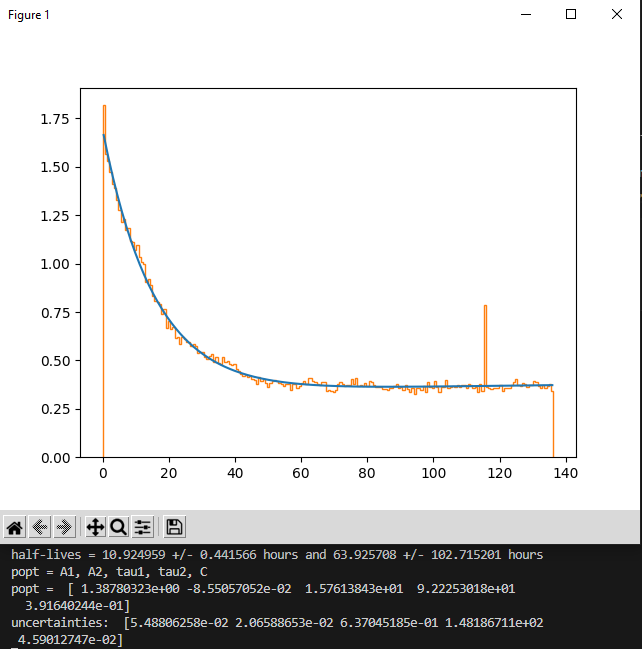 Figure 1
1.75
1.50
1.25
1.00
0.75
0.50
0.25
0.00
0 20 40 60 80 100 120 140
half-lives = 10.924959 +/- 0.441566 hours and 63.925708 +/- 102.715201 hours
popt = A1, A2, tau1, tau2, C
popt =  [ 1.38780323e+00 -8.55057052e-02  1.57613843e+01  9.22253018e+01
  3.91640244e-01]
uncertainties:  [5.48806258e-02 2.06588653e-02 6.37045185e-01 1.48186711e+02
 4.59012747e-02]